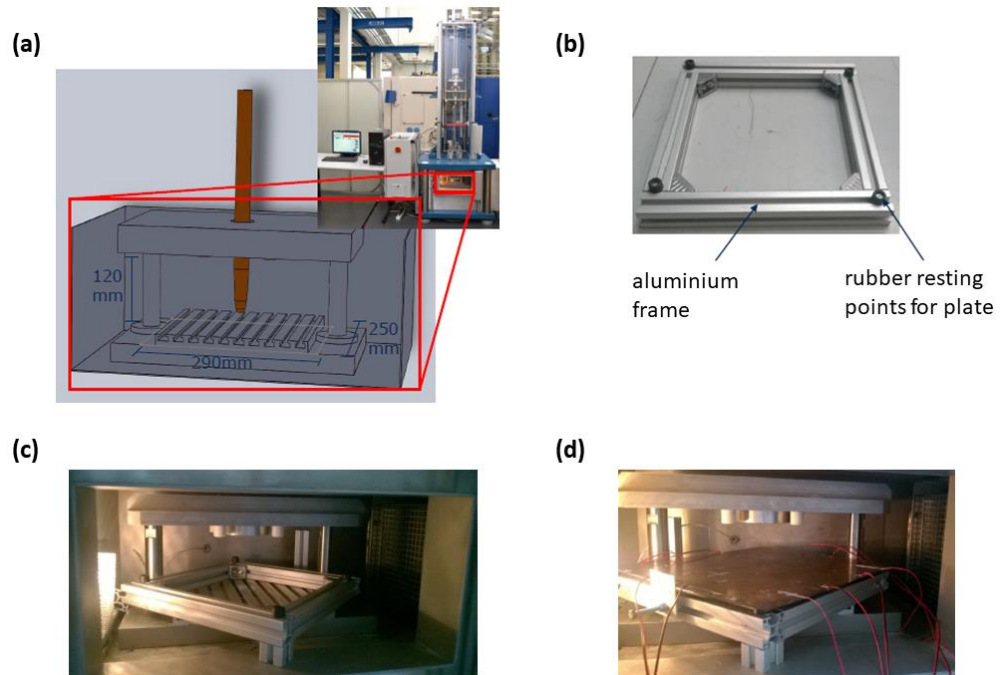 (a)
120
mm
250
mm
290mm
(b)
aluminium
frame
rubber resting
points for plate
(c)
(d)